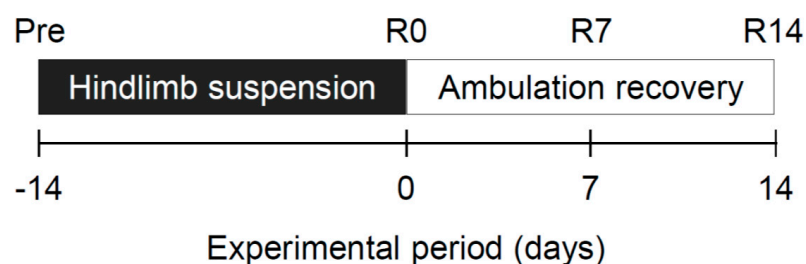 Pre R0 R7 R14
Hindlimb suspension Ambulation recovery
-14 0 7 14
Experimental period (days)